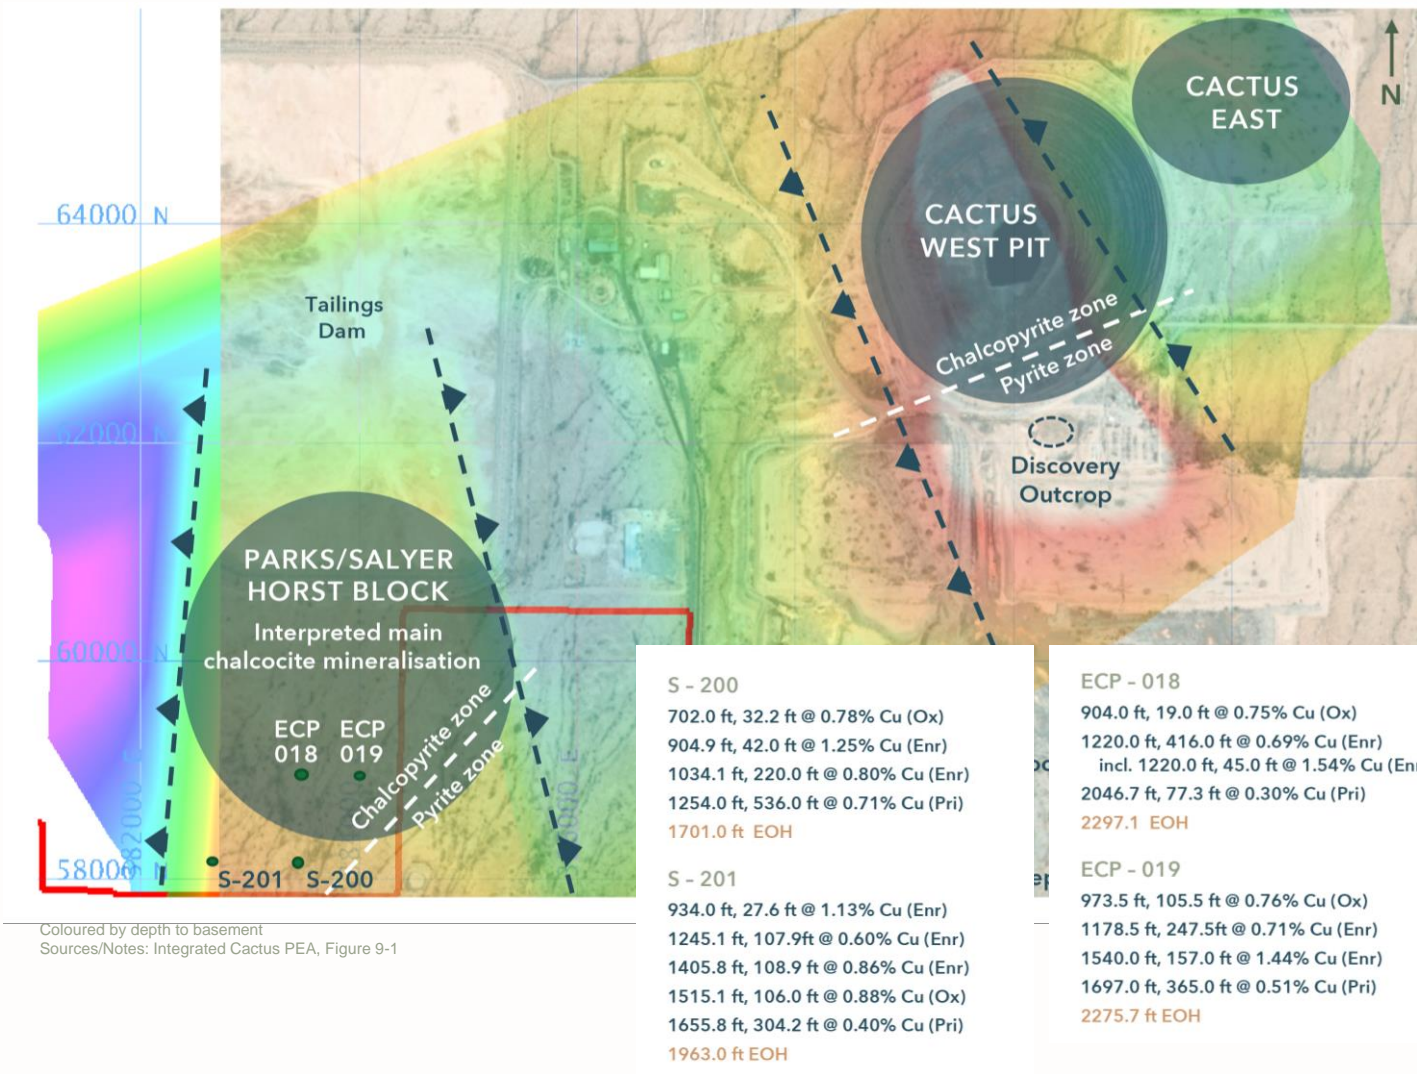 CACTUS
EAST
N
64000 N
CACTUS
WEST PIT
Tailings
Dam
Chalcopyrite zone
Pyrite zone
62000 N
Discovery
Outcrop
PARKS/SALYER
HORST BLOCK
Interpreted main
chalcocite mineralisation
60000 N
ECP
018
ECP
019
Chalcopyrite zone
Pyrite zone
58000 N
S-201
S-200
S - 200
702.0 ft, 32.2 ft @ 0.78% Cu (Ox)
904.9 ft, 42.0 ft @ 1.25% Cu (Enr)
1034.1 ft, 220.0 ft @ 0.80% Cu (Enr)
1254.0 ft, 536.0 ft @ 0.71% Cu (Pri)
1701.0 ft EOH
S - 201
934.0 ft, 27.6 ft @ 1.13% Cu (Enr)
1245.1 ft, 107.9ft @ 0.60% Cu (Enr)
1405.8 ft, 108.9 ft @ 0.86% Cu (Enr)
1515.1 ft, 106.0 ft @ 0.88% Cu (Ox)
1655.8 ft, 304.2 ft @ 0.40% Cu (Pri)
1963.0 ft EOH
ECP - 018
904.0 ft, 19.0 ft @ 0.75% Cu (Ox)
1220.0 ft, 416.0 ft @ 0.69% Cu (Enr)
incl. 1220.0 ft, 45.0 ft @ 1.54% Cu (Enr
2046.7 ft, 77.3 ft @ 0.30% Cu (Pri)
2297.1 EOH
ECP - 019
973.5 ft, 105.5 ft @ 0.76% Cu (Ox)
1178.5 ft, 247.5ft @ 0.71% Cu (Enr)
1540.0 ft, 157.0 ft @ 1.44% Cu (Enr)
1697.0 ft, 365.0 ft @ 0.51% Cu (Pri)
2275.7 ft EOH
Coloured by depth to basement
Sources/Notes: Integrated Cactus PEA, Figure 9-1